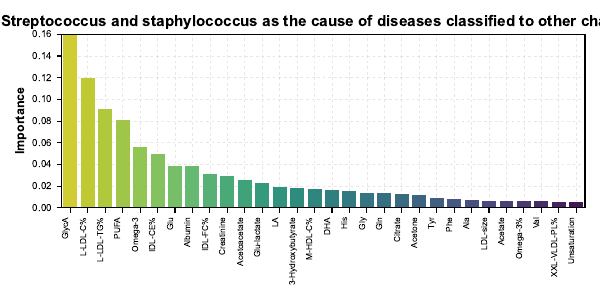 Streptococcus and staphylococcus as the cause of diseases classified to other cha
Importance
0.16
0.14
0.12
0.10
0.08
0.06
0.04
0.02
0.00
GlycA
L-LDL-C%
L-LDL-TG%
PUFA
Omega-3
IDL-CE%
Glu
Albumin
IDL-FC%
Creatinine
Acetoacetate
Glu-lactate
LA
3-Hydroxybutyrate
M-HDL-C%
DHA
His
Gly
Gln
Citrate
Acetone
Tyr
Phe
Ala
LDL-size
Acetate
Omega-3%
Val
XXL-VLDL-PL%
Unsaturation